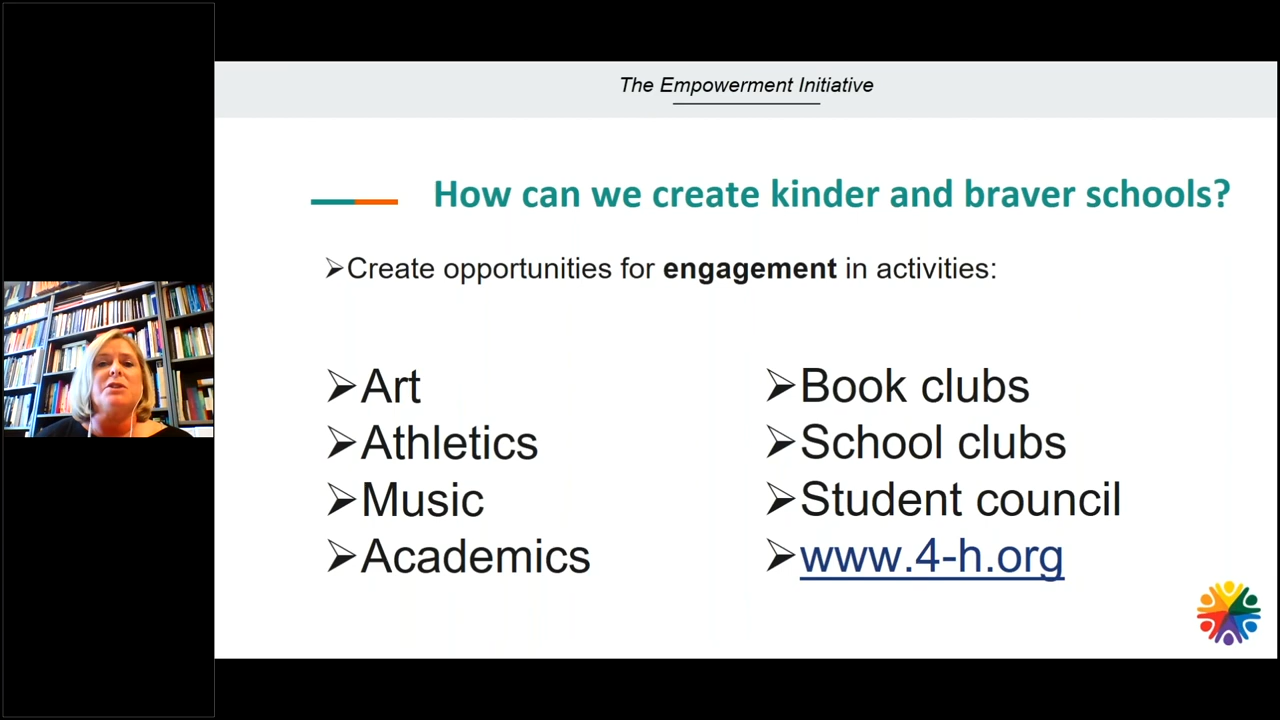 The Empowerment Initiative
How can we create kinder and braver schools?
➢Create opportunities for engagement in activities:
➢Art
➢Athletics
➢Music
➢Academics
➢Book clubs
➢School clubs
➢Student council
➢www.4-h.org